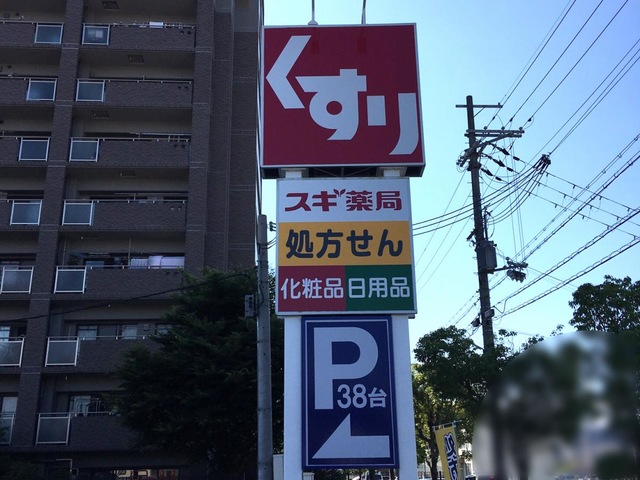 くすり
スギ薬局
処方せん
化粧品 日用品
P
38台